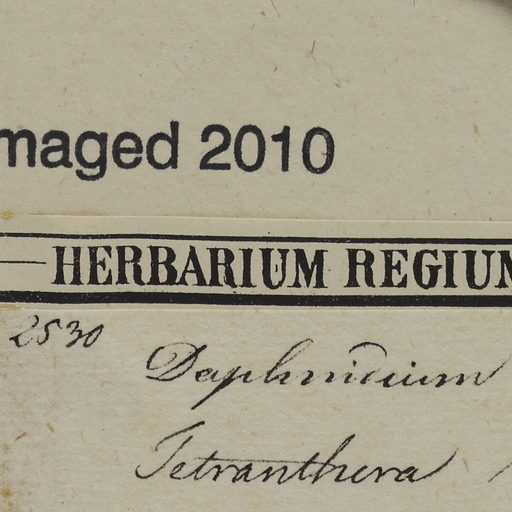 maged 2010
HERBARIUM REGIUM
2530
Daphnidium
Tetranthera